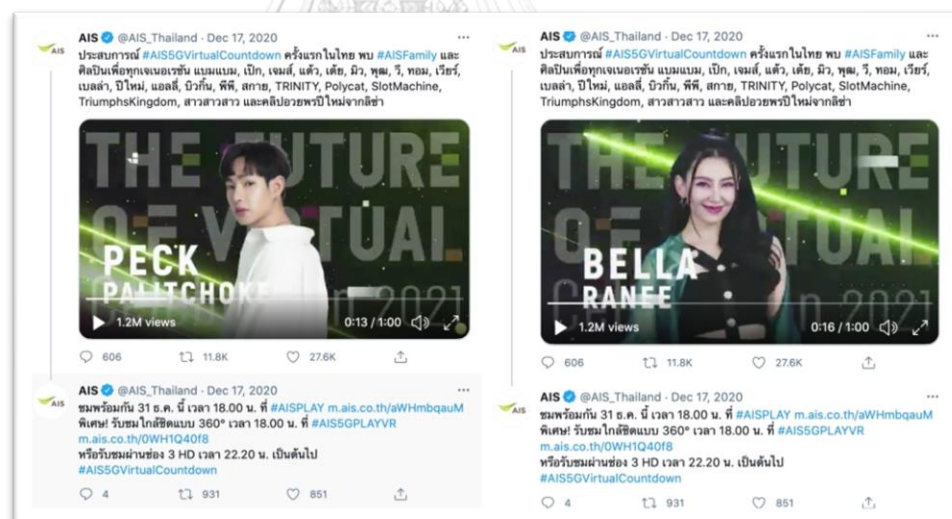 AIS @AIS_Thailand · Dec 17, 2020
AIS
ประสบการณ์ #AIS5GVirtualCountdown ครั้งแรกในไทย พบ #AISFamily และ
ศิลปินเพื่อทุกเจเนอเรชัน แบมแบม, เป๊ก, เจมส์, แต้ว, เต้ย, มิว, พุฒ, วี, ทอม, เวียร์,
เบลล่า, ปีใหม่, แอลลี่, บิวกิ้น, พีพี, สกาย, TRINITY, Polycat, SlotMachine,
TriumphsKingdom, สาวสาวสาว และคลิปอวยพรปีใหม่จากลิซ่า
THE FUTURE
OF VIRTUAL
PECK
PALITCHOKE
in 2021
1.2M views
0:13 / 1:00
606
11.8K
27.6K
AIS @AIS_Thailand · Dec 17, 2020
AIS
ชมพร้อมกัน 31 ธ.ค. นี้ เวลา 18.00 น. ที่ #AISPLAY m.ais.co.th/aWHmbqauM
พิเศษ! รับชมใกล้ชิดแบบ 360° เวลา 18.00 น. ที่ #AIS5GPLAYVR
m.ais.co.th/0WH1Q40f8
หรือรับชมผ่านช่อง 3 HD เวลา 22.20 น. เป็นต้นไป
#AIS5GVirtualCountdown
4
931
851
AIS @AIS_Thailand · Dec 17, 2020
AIS
ประสบการณ์ #AIS5GVirtualCountdown ครั้งแรกในไทย พบ #AISFamily และ
ศิลปินเพื่อทุกเจเนอเรชัน แบมแบม, เป๊ก, เจมส์, แต้ว, เต้ย, มิว, พุฒ, วี, ทอม, เวียร์,
เบลล่า, ปีใหม่, แอลลี่, บิวกิ้น, พีพี, สกาย, TRINITY, Polycat, SlotMachine,
TriumphsKingdom, สาวสาวสาว และคลิปอวยพรปีใหม่จากลิซ่า
THE FUTURE
OF VIRTUAL
BELLA
RANEE
in 2021
1.2M views
0:16 / 1:00
606
11.8K
27.6K
AIS @AIS_Thailand · Dec 17, 2020
AIS
ชมพร้อมกัน 31 ธ.ค. นี้ เวลา 18.00 น. ที่ #AISPLAY m.ais.co.th/aWHmbqauM
พิเศษ! รับชมใกล้ชิดแบบ 360° เวลา 18.00 น. ที่ #AIS5GPLAYVR
m.ais.co.th/0WH1Q40f8
หรือรับชมผ่านช่อง 3 HD เวลา 22.20 น. เป็นต้นไป
#AIS5GVirtualCountdown
4
931
851